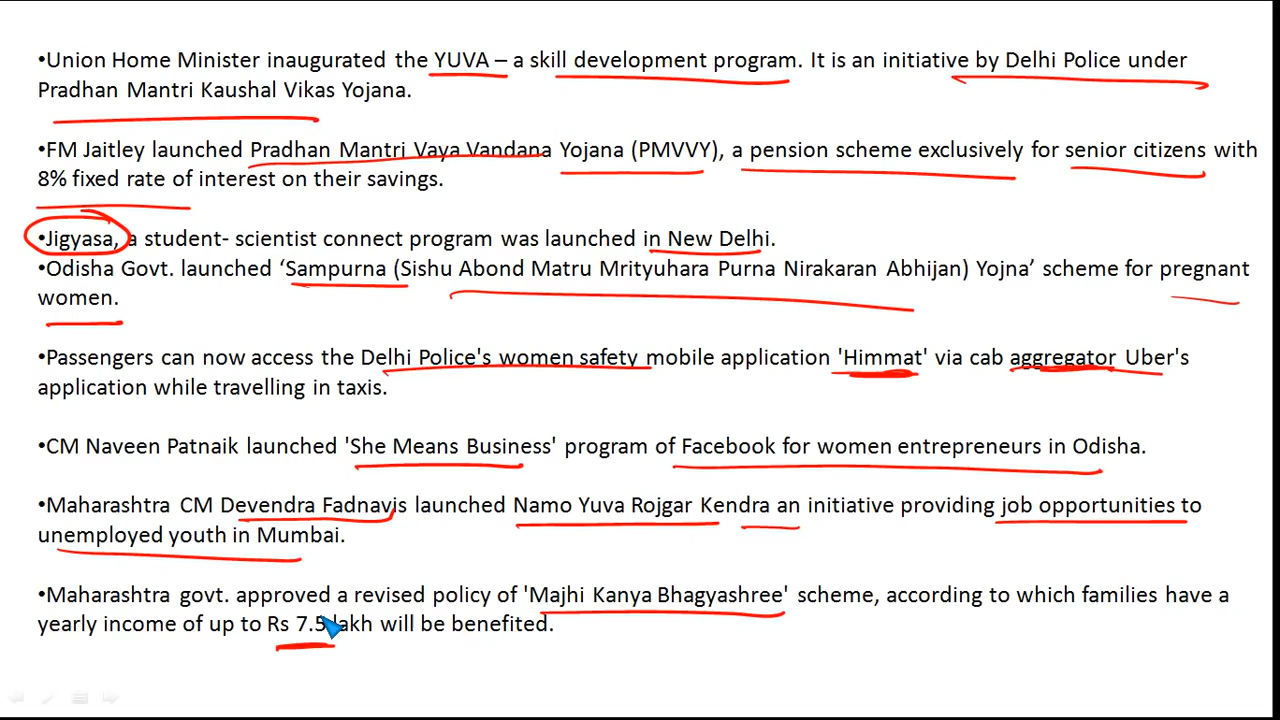 •Union Home Minister inaugurated the YUVA – a skill development program. It is an initiative by Delhi Police under
Pradhan Mantri Kaushal Vikas Yojana.
•FM Jaitley launched Pradhan Mantri Vaya Vandana Yojana (PMVVY), a pension scheme exclusively for senior citizens with
8% fixed rate of interest on their savings.
•Jigyasa, a student- scientist connect program was launched in New Delhi.
•Odisha Govt. launched ‘Sampurna (Sishu Abond Matru Mrityuhara Purna Nirakaran Abhijan) Yojna’ scheme for pregnant
women.
•Passengers can now access the Delhi Police's women safety mobile application 'Himmat' via cab aggregator Uber's
application while travelling in taxis.
•CM Naveen Patnaik launched 'She Means Business' program of Facebook for women entrepreneurs in Odisha.
•Maharashtra CM Devendra Fadnavis launched Namo Yuva Rojgar Kendra an initiative providing job opportunities to
unemployed youth in Mumbai.
•Maharashtra govt. approved a revised policy of 'Majhi Kanya Bhagyashree' scheme, according to which families have a
yearly income of up to Rs 7.5 lakh will be benefited.